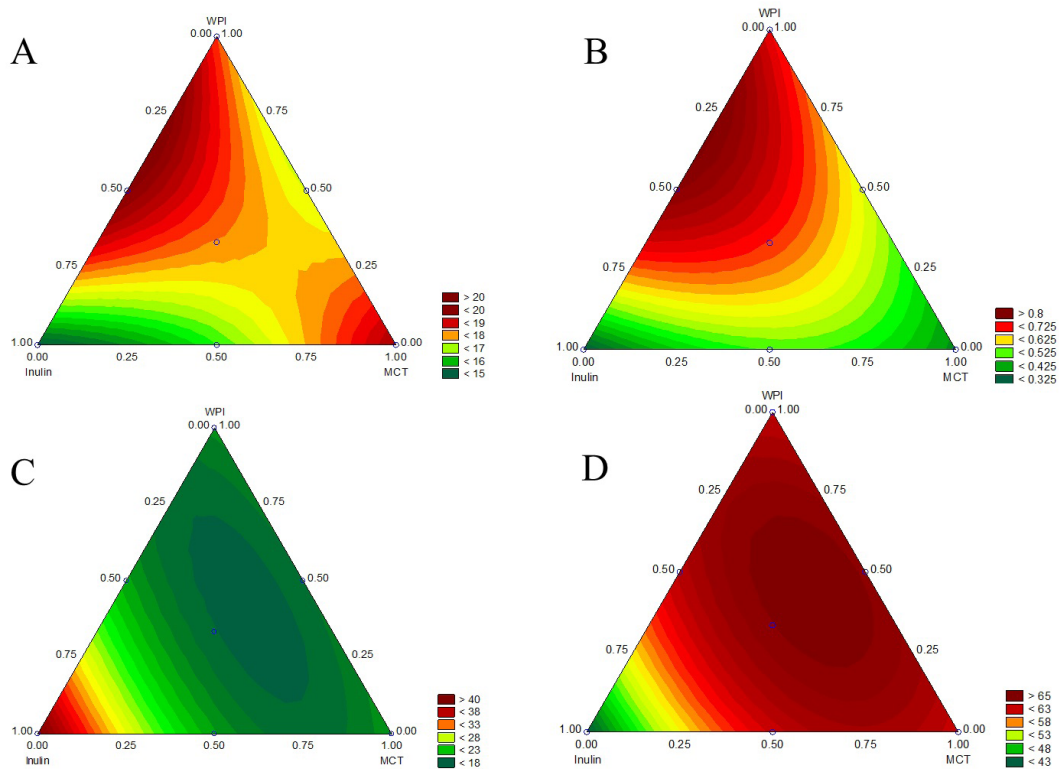 A
WPI
0.00 1.00
0.25 0.75
0.50 0.50
0.75 0.25
1.00 0.00
0.00 0.25 0.50 0.75 1.00
Inulin MCT
> 20
< 20
< 19
< 18
< 17
< 16
< 15
B
WPI
0.00 1.00
0.25 0.75
0.50 0.50
0.75 0.25
1.00 0.00
0.00 0.25 0.50 0.75 1.00
Inulin MCT
> 0.8
< 0.725
< 0.625
< 0.525
< 0.425
< 0.325
C
WPI
0.00 1.00
0.25 0.75
0.50 0.50
0.75 0.25
1.00 0.00
0.00 0.25 0.50 0.75 1.00
Inulin MCT
> 40
< 38
< 33
< 28
< 23
< 18
D
WPI
0.00 1.00
0.25 0.75
0.50 0.50
0.75 0.25
1.00 0.00
0.00 0.25 0.50 0.75 1.00
Inulin MCT
> 65
< 63
< 58
< 53
< 48
< 43